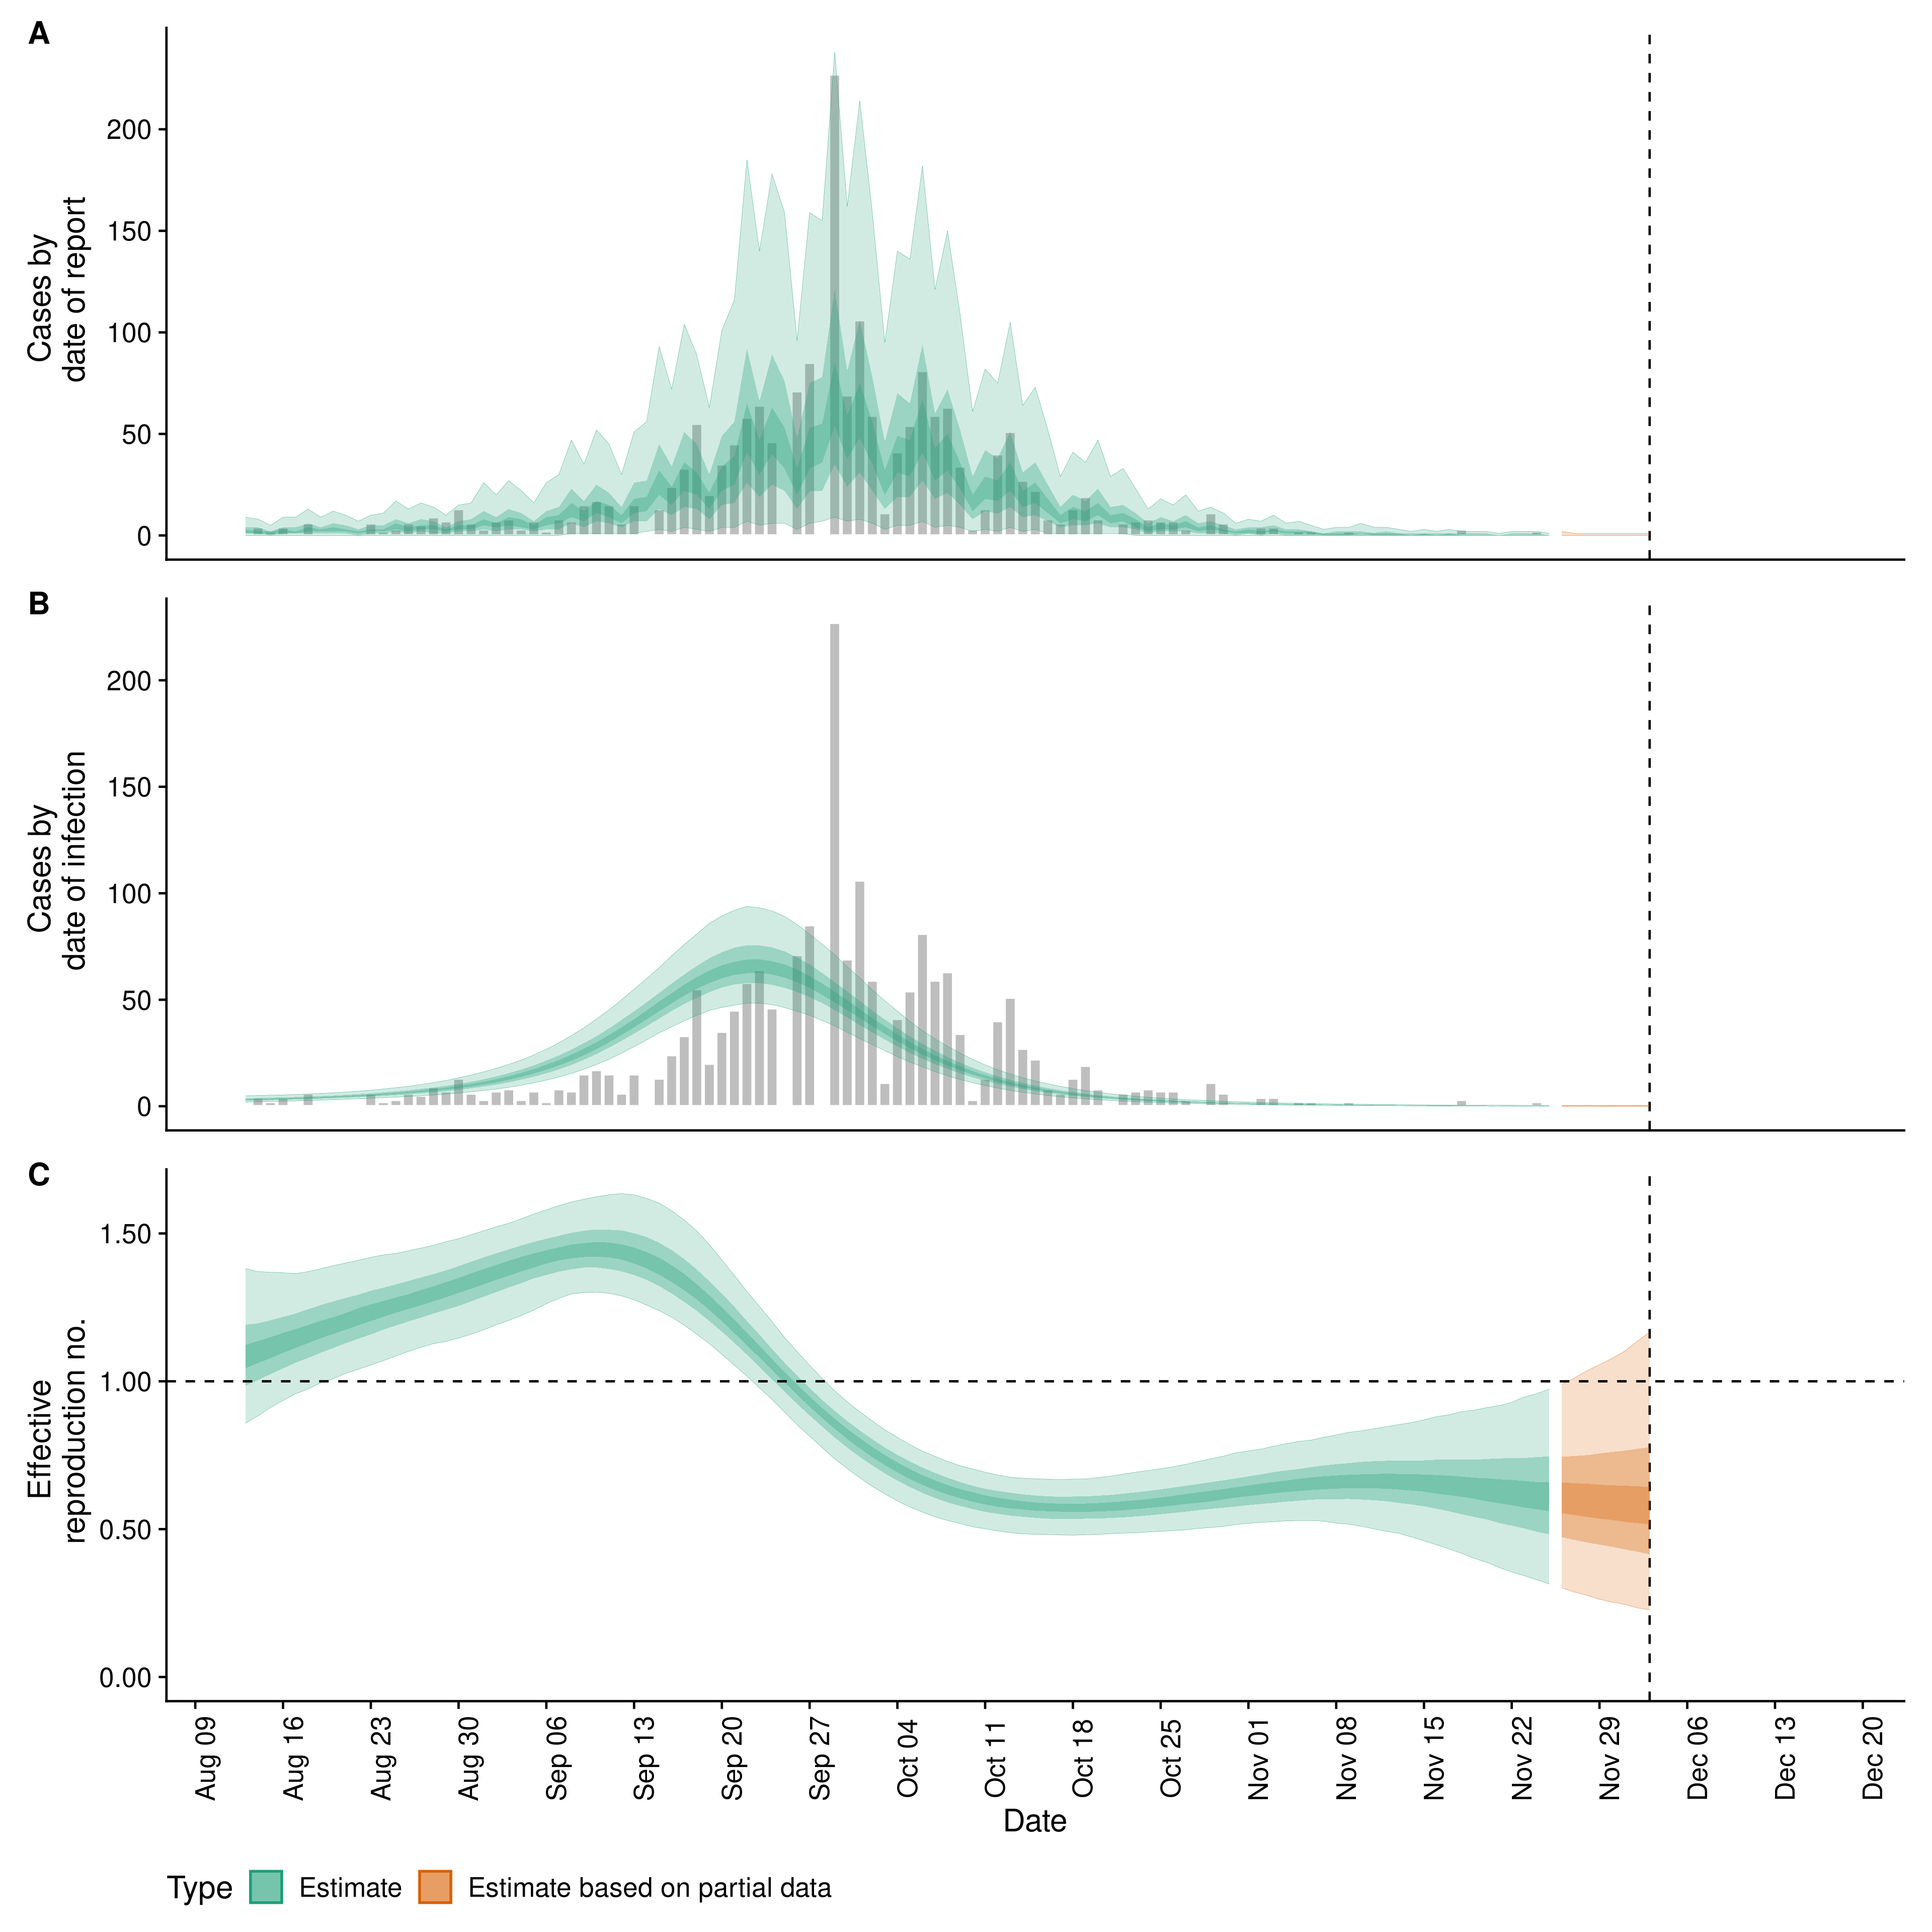 A
200
150
100
50
0
Cases by
date of report
B
200
150
100
50
0
Cases by
date of infection
C
1.50
1.00
0.50
0.00
Effective
reproduction no.
Aug 09 Aug 16 Aug 23 Aug 30 Sep 06 Sep 13 Sep 20 Sep 27 Oct 04 Oct 11 Oct 18 Oct 25 Nov 01 Nov 08 Nov 15 Nov 22 Nov 29 Dec 06 Dec 13 Dec 20
Date
Type Estimate Estimate based on partial data